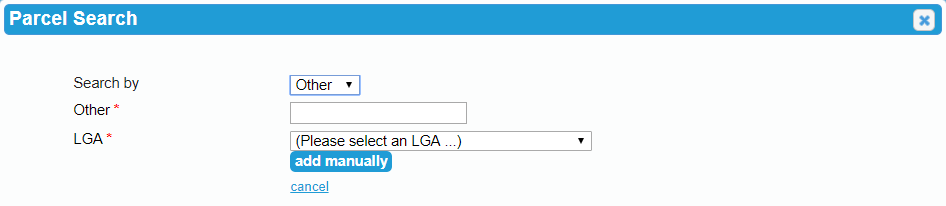 Parcel Search
Search by Other
Other *
LGA * (Please select an LGA ...)
add manually
cancel